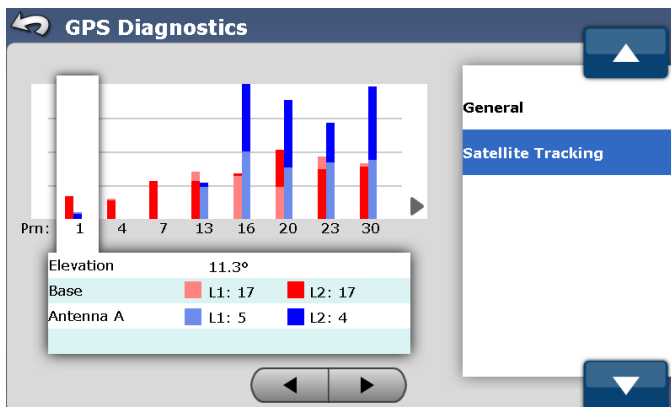 GPS Diagnostics
General
Satellite Tracking
Prn: 1 4 7 13 16 20 23 30
Elevation 11.3º
Base L1: 17 L2: 17
Antenna A L1: 5 L2: 4